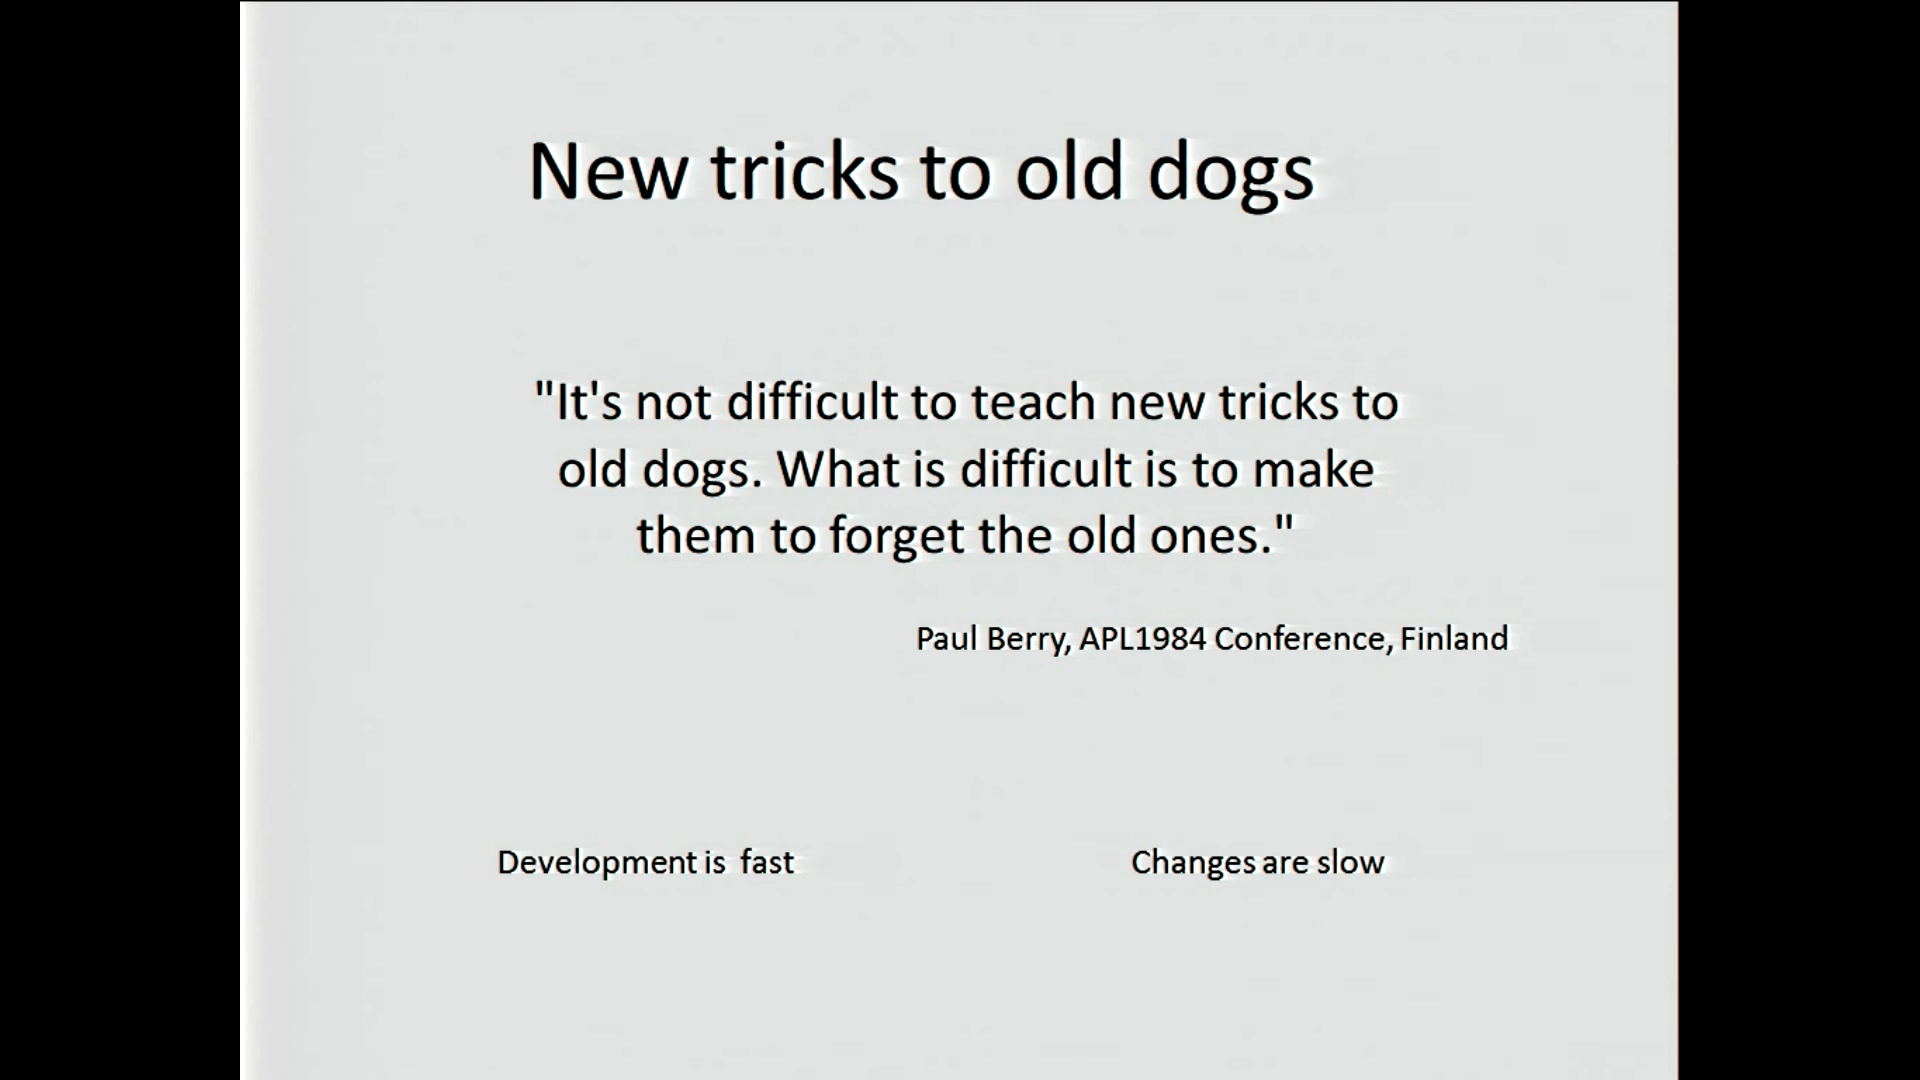 New tricks to old dogs
"It's not difficult to teach new tricks to
old dogs. What is difficult is to make
them to forget the old ones."
Paul Berry, APL1984 Conference, Finland
Development is fast
Changes are slow